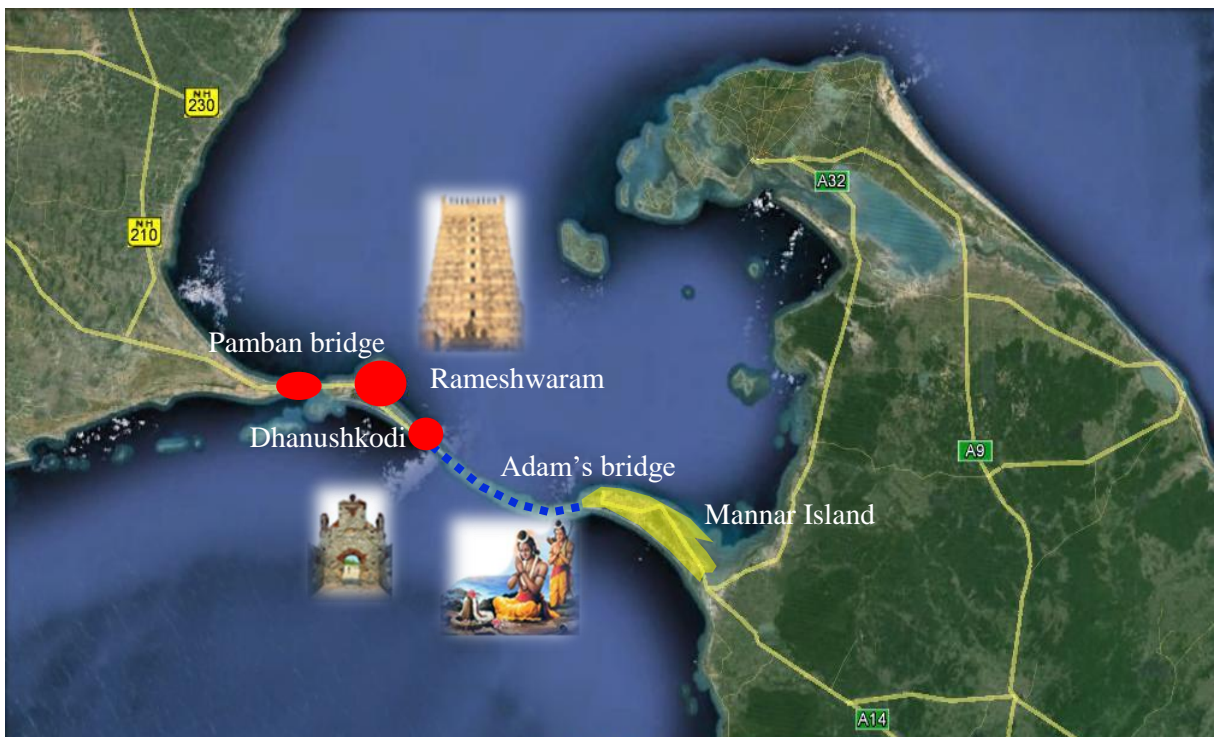 NH
230
A32
NH
210
Pamban bridge
Rameshwaram
Dhanushkodi
Adam's bridge
A9
Mannar Island
A14